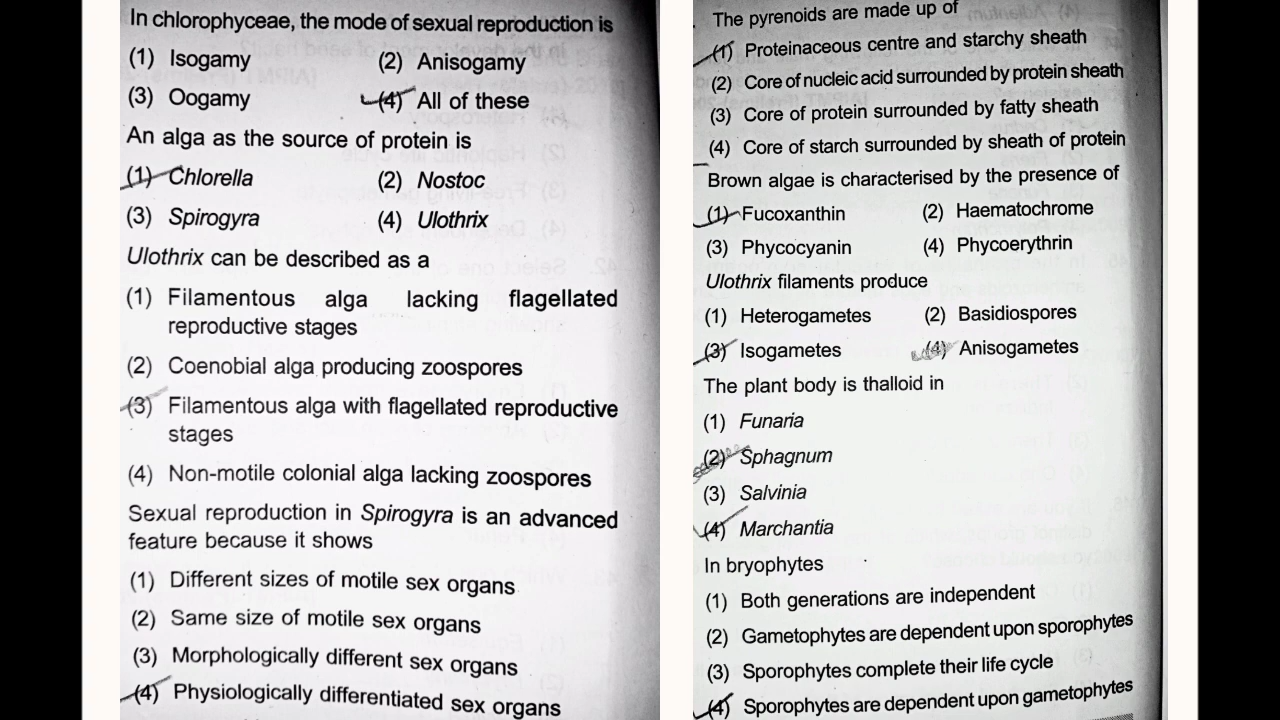 In chlorophyceae, the mode of sexual reproduction is
(1) Isogamy (2) Anisogamy
(3) Oogamy (4) All of these
An alga as the source of protein is
(1) Chlorella (2) Nostoc
(3) Spirogyra (4) Ulothrix
Ulothrix can be described as a
(1) Filamentous alga lacking flagellated
reproductive stages
(2) Coenobial alga producing zoospores
(3) Filamentous alga with flagellated reproductive
stages
(4) Non-motile colonial alga lacking zoospores
Sexual reproduction in Spirogyra is an advanced
feature because it shows
(1) Different sizes of motile sex organs
(2) Same size of motile sex organs
(3) Morphologically different sex organs
(4) Physiologically differentiated sex organs
The pyrenoids are made up of
(1) Proteinaceous centre and starchy sheath
(2) Core of nucleic acid surrounded by protein sheath
(3) Core of protein surrounded by fatty sheath
(4) Core of starch surrounded by sheath of protein
Brown algae is characterised by the presence of
(1) Fucoxanthin (2) Haematochrome
(3) Phycocyanin (4) Phycoerythrin
Ulothrix filaments produce
(1) Heterogametes (2) Basidiospores
(3) Isogametes (4) Anisogametes
The plant body is thalloid in
(1) Funaria
(2) Sphagnum
(3) Salvinia
(4) Marchantia
In bryophytes
(1) Both generations are independent
(2) Gametophytes are dependent upon sporophytes
(3) Sporophytes complete their life cycle
(4) Sporophytes are dependent upon gametophytes